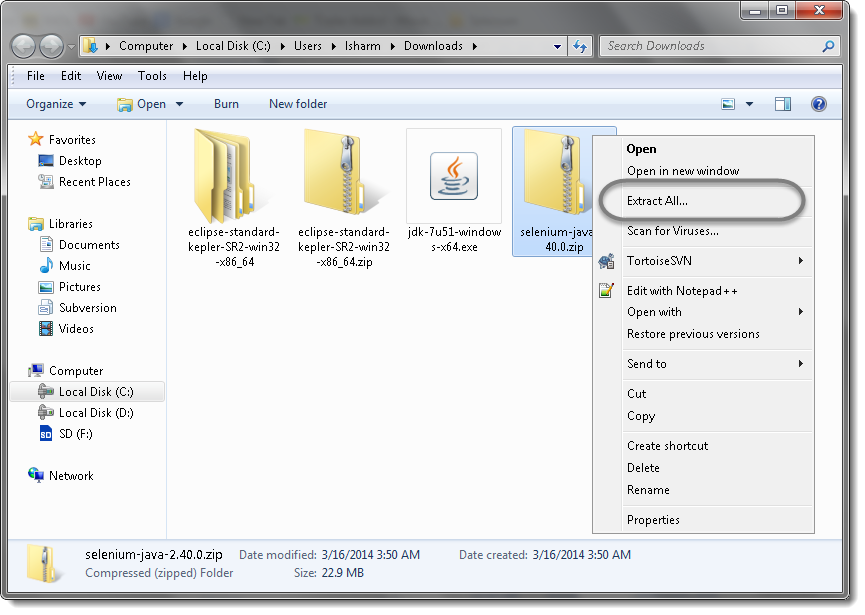 Computer Local Disk (C:) Users lsharm Downloads
Search Downloads
File Edit View Tools Help
Organize Open Burn New folder
Favorites
Desktop
Recent Places
Libraries
Documents
Music
Pictures
Subversion
Videos
Computer
Local Disk (C:)
Local Disk (D:)
SD (F:)
Network
eclipse-standard-
kepler-SR2-win32
-x86_64
eclipse-standard-
kepler-SR2-win32
-x86_64.zip
jdk-7u51-window
s-x64.exe
selenium-java-
40.0.zip
Open
Open in new window
Extract All...
Scan for Viruses...
TortoiseSVN
Edit with Notepad++
Open with
Restore previous versions
Send to
Cut
Copy
Create shortcut
Delete
Rename
Properties
selenium-java-2.40.0.zip Date modified: 3/16/2014 3:50 AM Date created: 3/16/2014 3:50 AM
Compressed (zipped) Folder Size: 22.9 MB